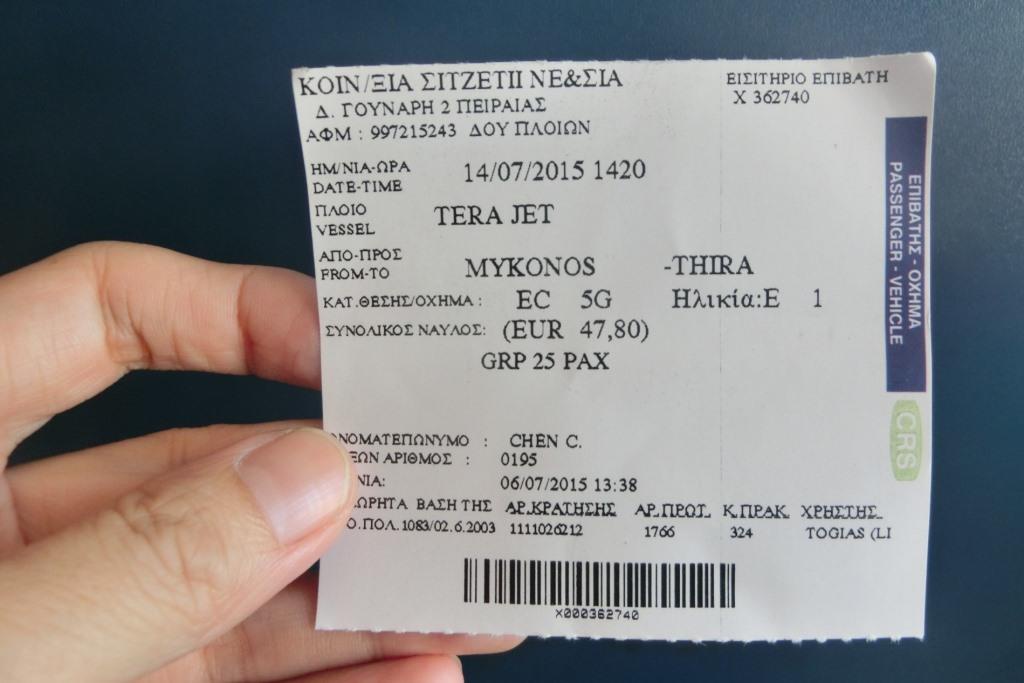 ΚΟΙΝ/ΞΙΑ ΣΙΤΖΕΤΙΙ ΝΕ&ΣΙΑ
Δ. ΓΟΥΝΑΡΗ 2 ΠΕΙΡΑΙΑΣ
ΑΦΜ : 997215243 ΔΟΥ ΠΛΟΙΩΝ
ΕΙΣΙΤΗΡΙΟ ΕΠΙΒΑΤΗ
X 362740
ΗΜ/ΝΙΑ-ΩΡΑ
DATE-TIME
14/07/2015 1420
ΠΛΟΙΟ
VESSEL
TERA JET
ΑΠΟ-ΠΡΟΣ
FROM-TO
MYKONOS -THIRA
ΚΑΤ.ΘΕΣΗΣ/ΟΧΗΜΑ : EC 5G Ηλικία:Ε 1
ΣΥΝΟΛΙΚΟΣ ΝΑΥΛΟΣ: (EUR 47,80)
GRP 25 PAX
ΝΟΜΑΤΕΠΩΝΥΜΟ : CHEN C.
ΕΩΝ ΑΡΙΘΜΟΣ : 0195
ΝΙΑ: 06/07/2015 13:38
ΩΡΗΤΑ ΒΑΣΗ ΤΗΣ ΑΡ.ΚΡΑΤΗΣΗΣ ΑΡ.ΠΡΩΤ. Κ.ΠΡΑΚ. ΧΡΗΣΤΗΣ
Ο.ΠΟΛ.1083/02.6.2003 1111026212 1766 324 TOGIAS (LI
X000362740
ΕΠΙΒΑΤΗΣ - ΟΧΗΜΑ
PASSENGER - VEHICLE
CRS